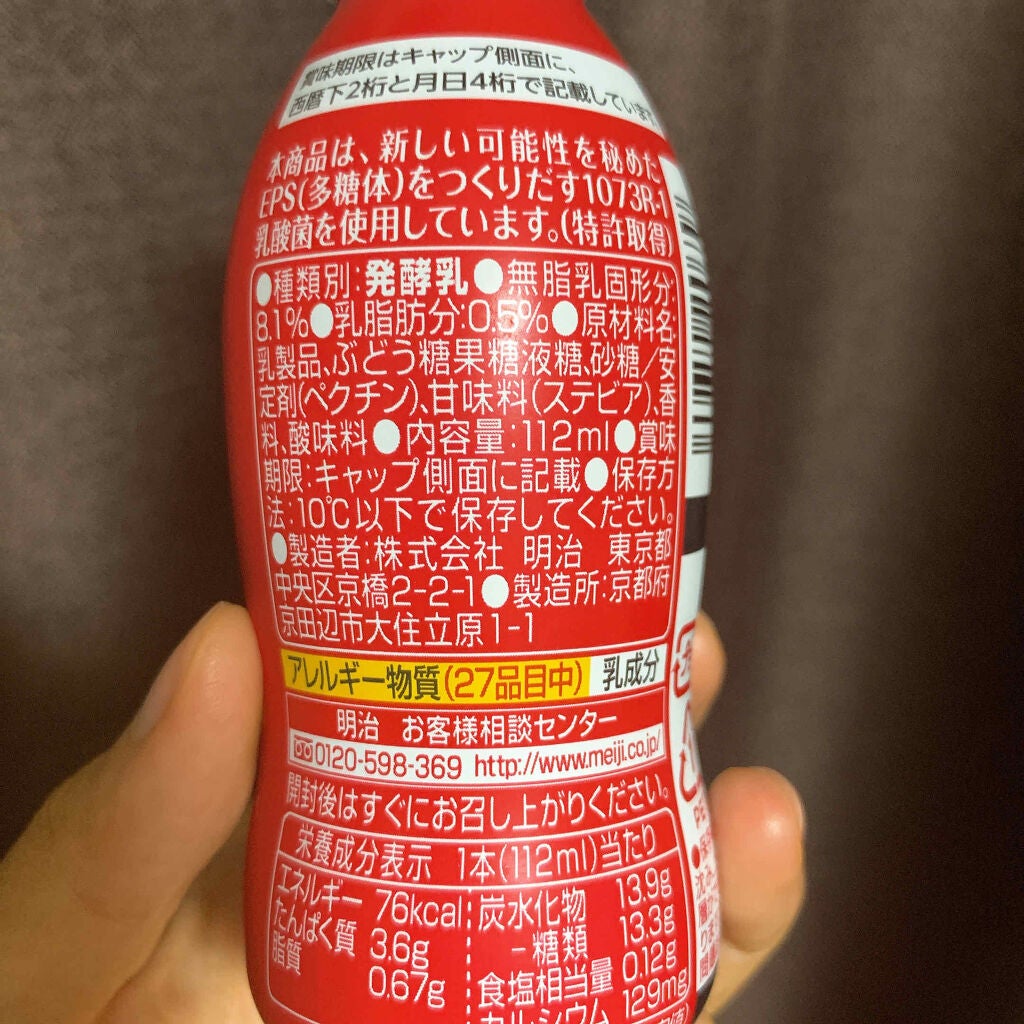 賞味期限はキャップ側面に、
西暦下2桁と月日4桁で記載しています
本商品は、新しい可能性を秘めた
EPS(多糖体)をつくりだす1073R-1
乳酸菌を使用しています。(特許取得)
●種類別:発酵乳●無脂乳固形分:
8.1%●乳脂肪分:0.5%●原材料名:
乳製品、ぶどう糖果糖液糖、砂糖/安
定剤(ペクチン)、甘味料(ステビア)、香
料、酸味料●内容量:112ml●賞味
期限:キャップ側面に記載●保存方
法:10℃以下で保存してください。
●製造者:株式会社 明治 東京都
中央区京橋2-2-1●製造所:京都府
京田辺市大住立原1-1
アレルギー物質(27品目中) 乳成分
明治 お客様相談センター
0120-598-369 http://www.meiji.co.jp/
開封後はすぐにお召し上がりください。
栄養成分表示 1本(112ml)当たり
エネルギー 76kcal
たんぱく質 3.6g
脂質 0.67g
炭水化物 13.9g
-糖類 13.3g
食塩相当量 0.12g
カルシウム 129mg